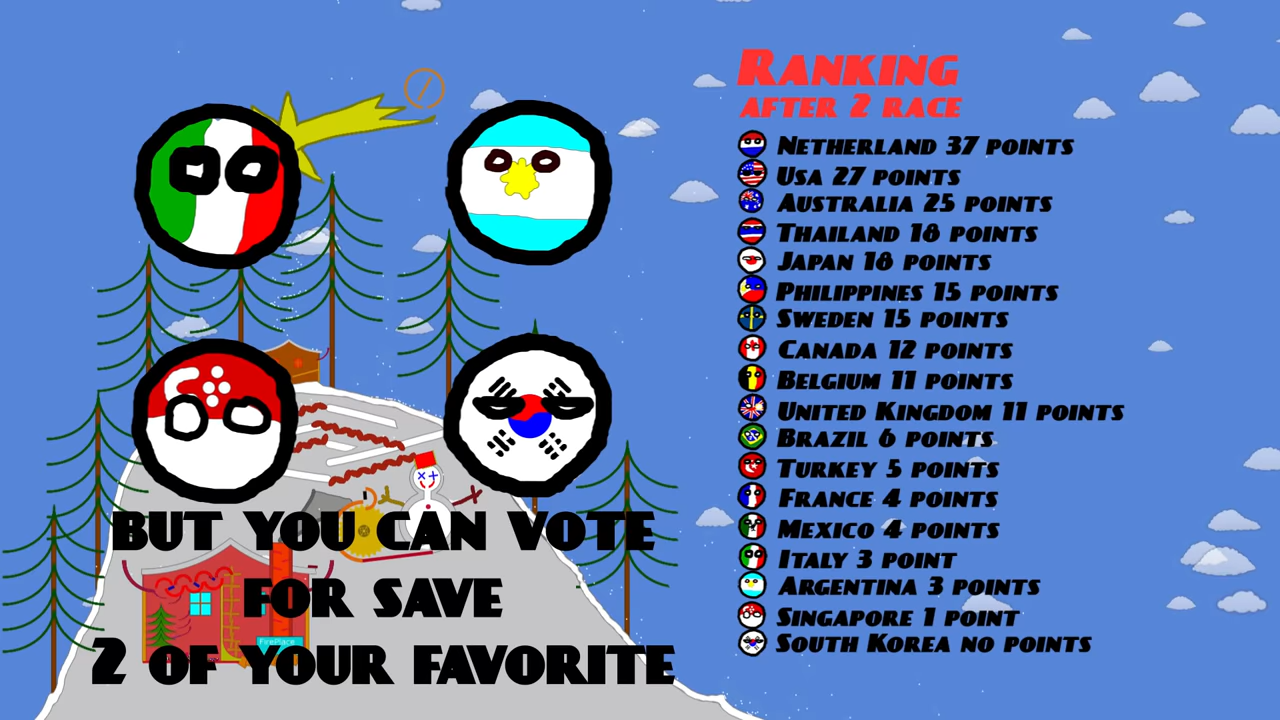 RANKING
AFTER 2 RACE
NETHERLAND 37 POINTS
USA 27 POINTS
AUSTRALIA 25 POINTS
THAILAND 18 POINTS
JAPAN 18 POINTS
PHILIPPINES 15 POINTS
SWEDEN 15 POINTS
CANADA 12 POINTS
BELGIUM 11 POINTS
UNITED KINGDOM 11 POINTS
BRAZIL 6 POINTS
TURKEY 5 POINTS
FRANCE 4 POINTS
MEXICO 4 POINTS
ITALY 3 POINT
ARGENTINA 3 POINTS
SINGAPORE 1 POINT
SOUTH KOREA NO POINTS
BUT YOU CAN VOTE
FOR SAVE
2 OF YOUR FAVORITE
FirePlace